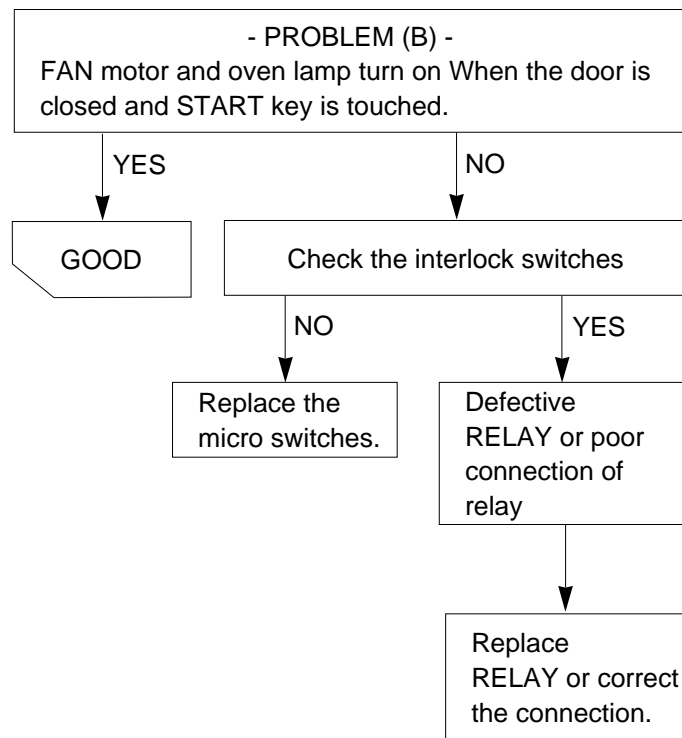 - PROBLEM (B) -
FAN motor and oven lamp turn on When the door is
closed and START key is touched.
YES
NO
GOOD
Check the interlock switches
NO
YES
Replace the
micro switches.
Defective
RELAY or poor
connection of
relay
Replace
RELAY or correct
the connection.